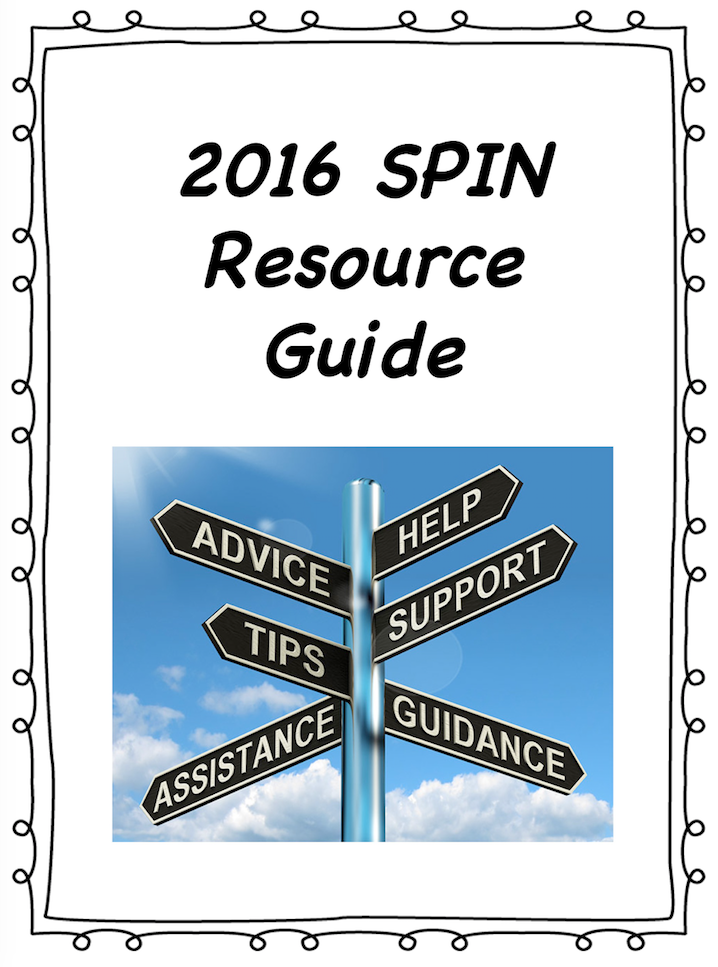 2016 SPIN
Resource
Guide
HELP
ADVICE
SUPPORT
TIPS
GUIDANCE
ASSISTANCE